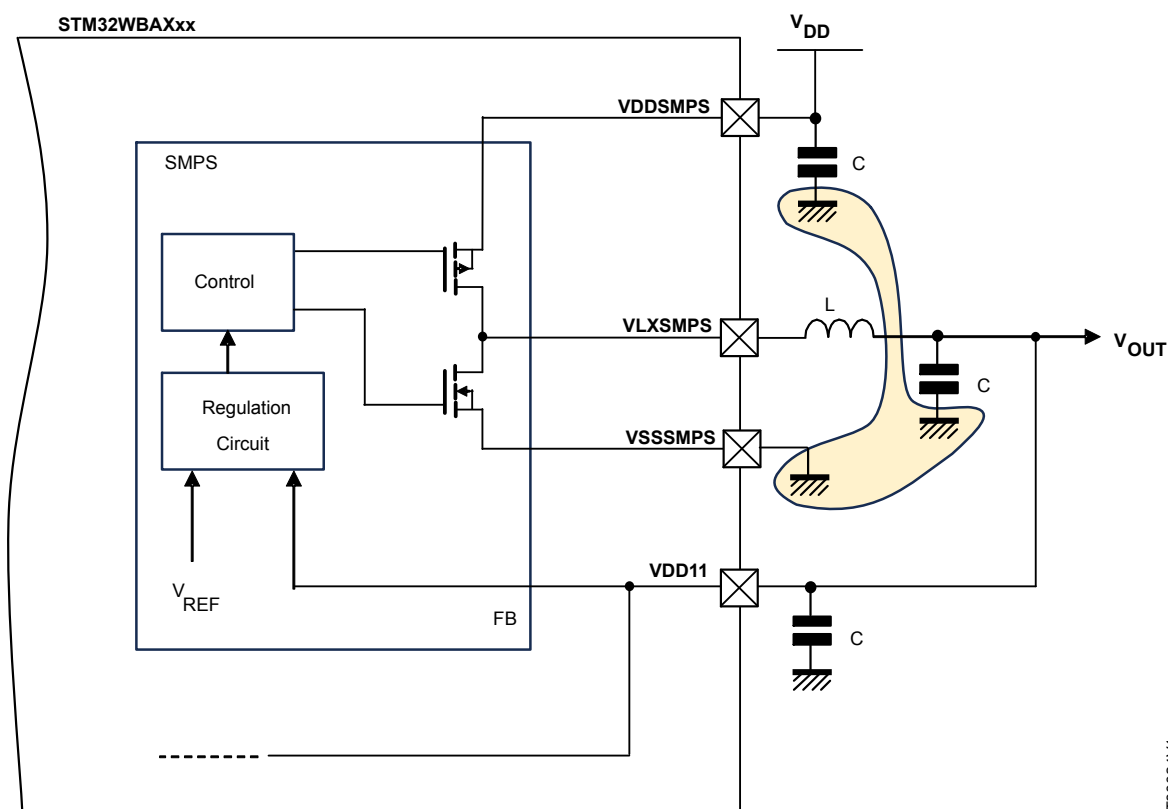 STM32WBAXxx
VDD
VDDSMPS
SMPS
C
Control
L
VLXSMPS
VOUT
C
Regulation
Circuit
VSSSMPS
VREF
VDD11
FB
C